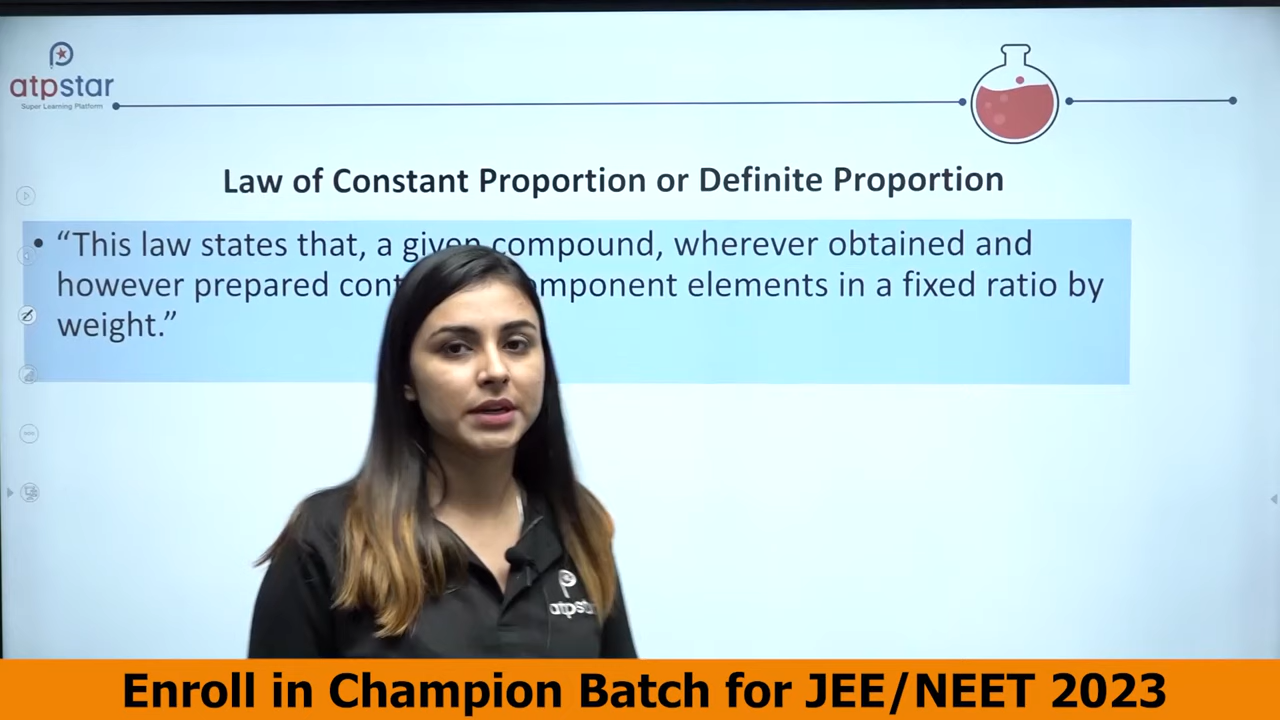 atpstar
Super Learning Platform
Law of Constant Proportion or Definite Proportion
• “This law states that, a given compound, wherever obtained and
however prepared elements in a fixed ratio by
weight.”
atpstar
Enroll in Champion Batch for JEE/NEET 2023